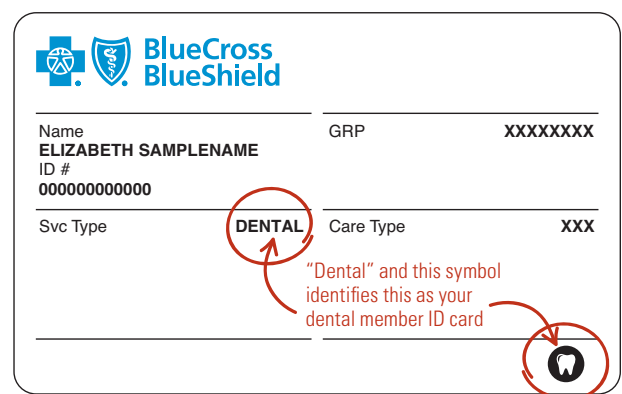 BlueCross
BlueShield
Name
ELIZABETH SAMPLENAME
ID #
000000000000
GRP XXXXXXXX
Svc Type DENTAL
Care Type XXX
“Dental” and this symbol
identifies this as your
dental member ID card